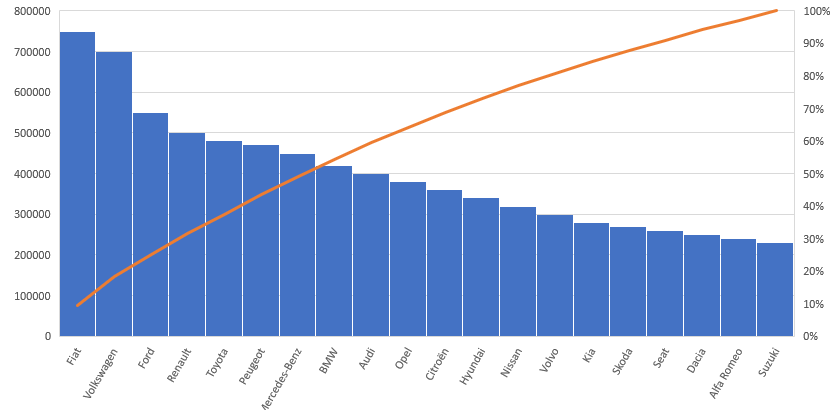 800000
700000
600000
500000
400000
300000
200000
100000
0
100%
90%
80%
70%
60%
50%
40%
30%
20%
10%
0%
Fiat
Volkswagen
Ford
Renault
Toyota
Peugeot
Mercedes-Benz
BMW
Audi
Opel
Citroën
Hyundai
Nissan
Volvo
Kia
Skoda
Seat
Dacia
Alfa Romeo
Suzuki